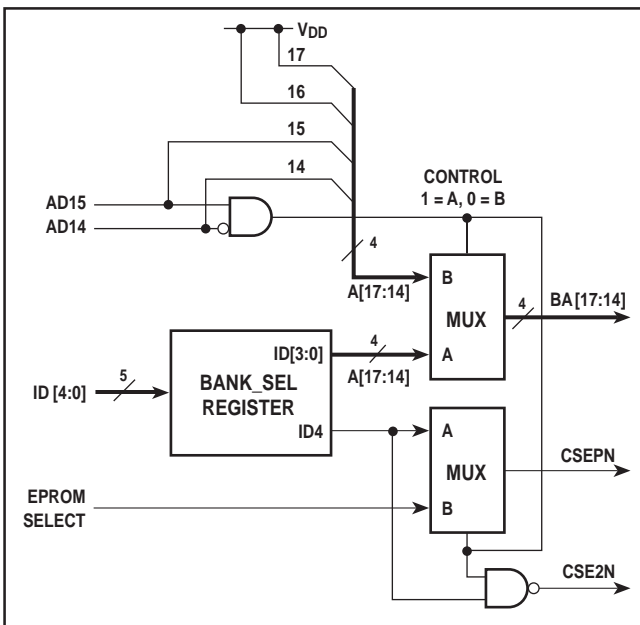 VDD
17
16
15
14
AD15
AD14
CONTROL
1 = A, 0 = B
4
A[17:14]
B
MUX
A
4
BA [17:14]
ID [4:0]
5
BANK_SEL
REGISTER
ID[3:0]
4
A[17:14]
ID4
A
MUX
B
CSEPN
EPROM
SELECT
CSE2N